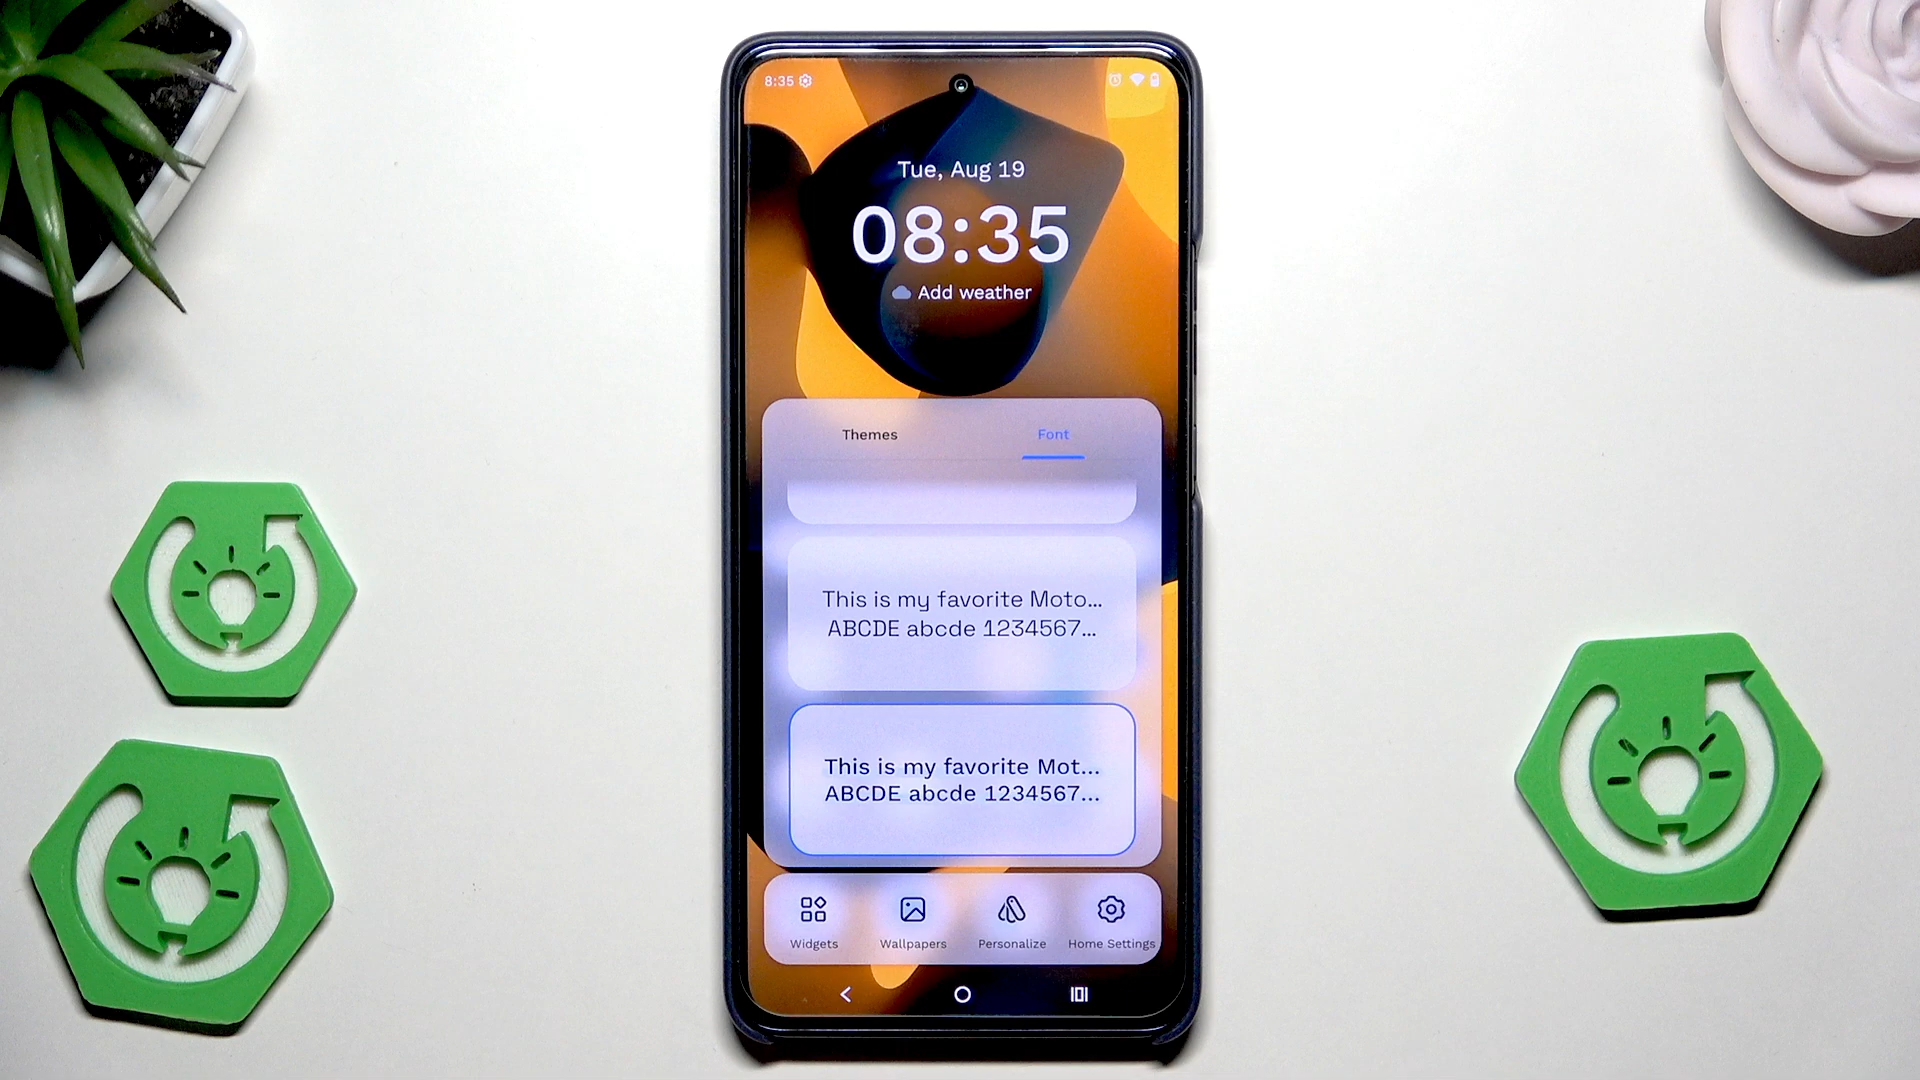 8:35
Tue, Aug 19
08:35
Add weather
Themes Font
This is my favorite Moto...
ABCDE abcde 1234567...
This is my favorite Mot...
ABCDE abcde 1234567...
Widgets Wallpapers Personalize Home Settings